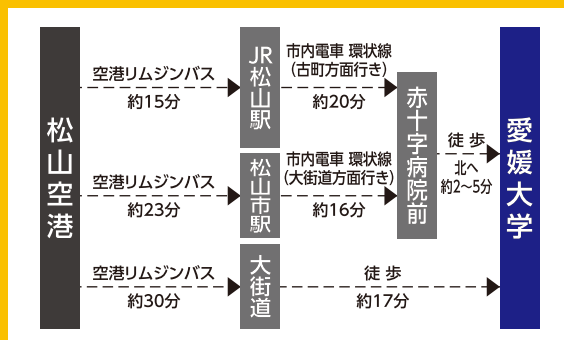 松山空港
空港リムジンバス
約15分
JR松山駅
市内電車 環状線
(古町方面行き)
約20分
空港リムジンバス
約23分
松山市駅
市内電車 環状線
(大街道方面行き)
約16分
赤十字病院前
徒歩
北へ
約2〜5分
空港リムジンバス
約30分
大街道
徒歩
約17分
愛媛大学